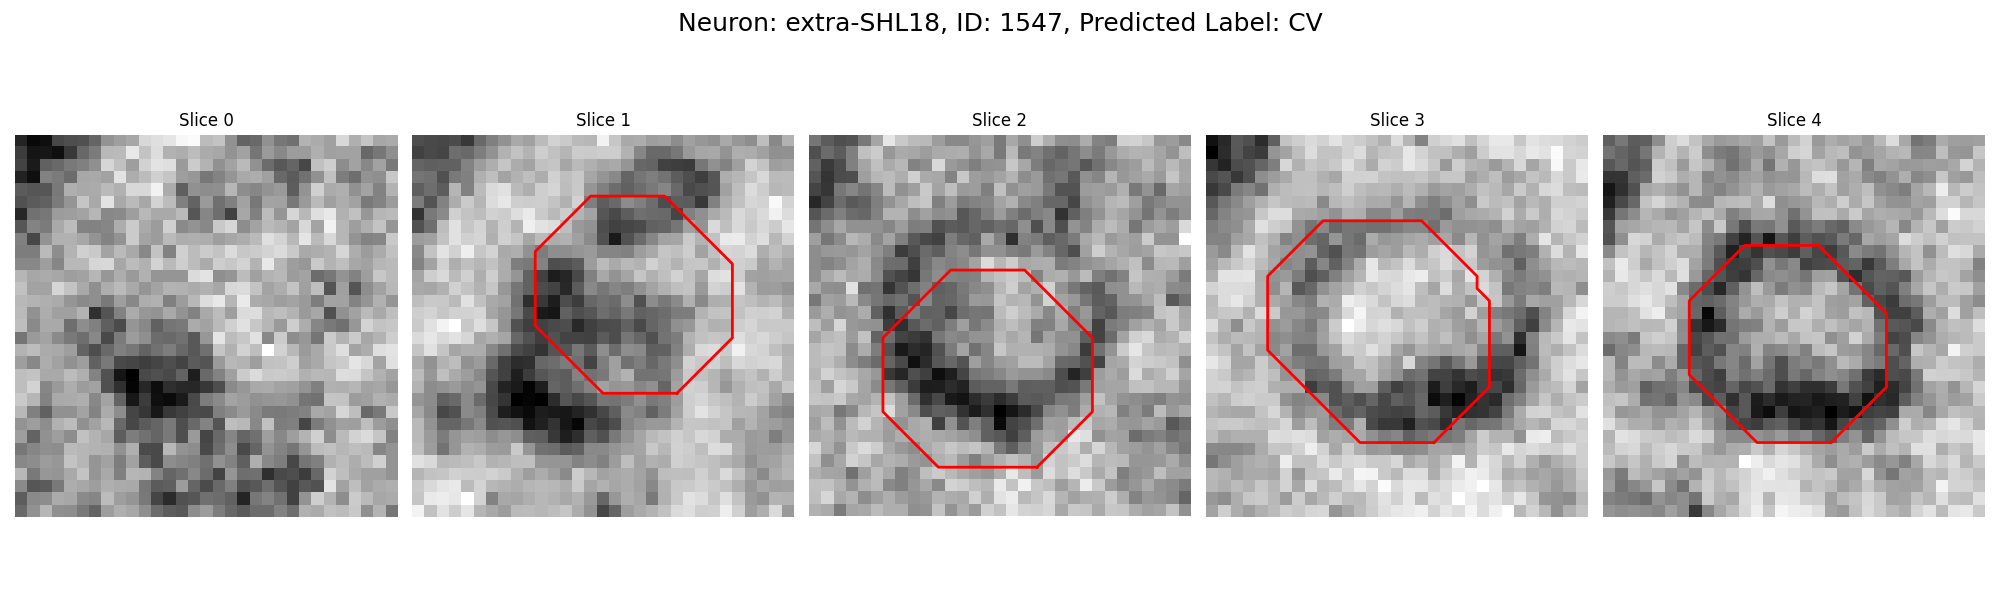 Neuron: extra-SHL18, ID: 1547, Predicted Label: CV
Slice 0
Slice 1
Slice 2
Slice 3
Slice 4